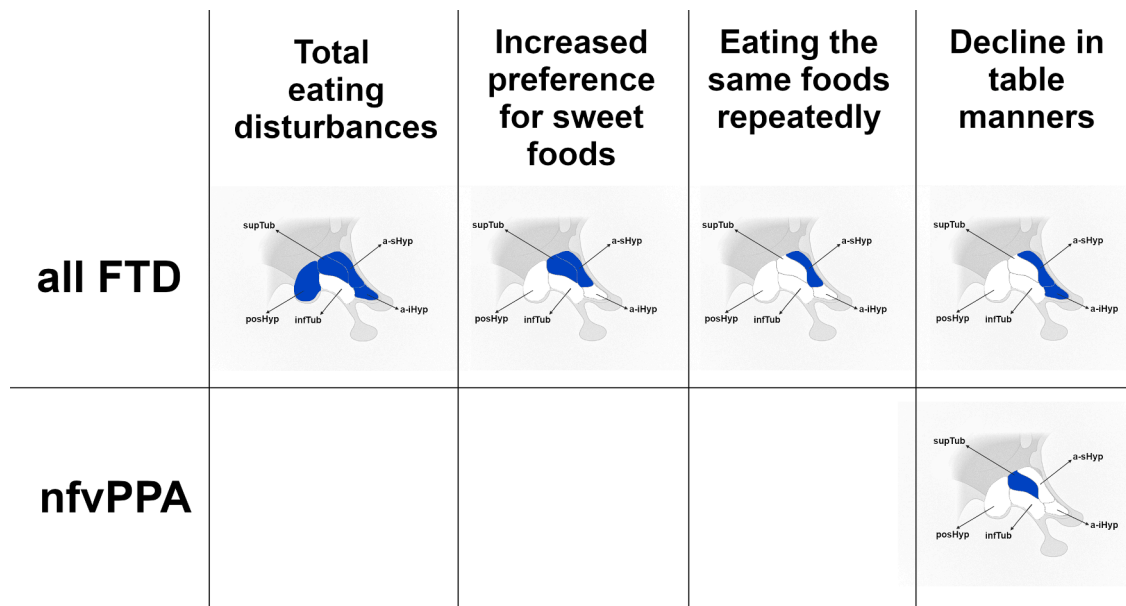 Total
eating
disturbances
Increased
preference
for sweet
foods
Eating the
same foods
repeatedly
Decline in
table
manners
all FTD
supTub
a-sHyp
posHyp
infTub
a-iHyp
supTub
a-sHyp
posHyp
infTub
a-iHyp
supTub
a-sHyp
posHyp
infTub
a-iHyp
supTub
a-sHyp
posHyp
infTub
a-iHyp
nfvPPA
supTub
a-sHyp
posHyp
infTub
a-iHyp